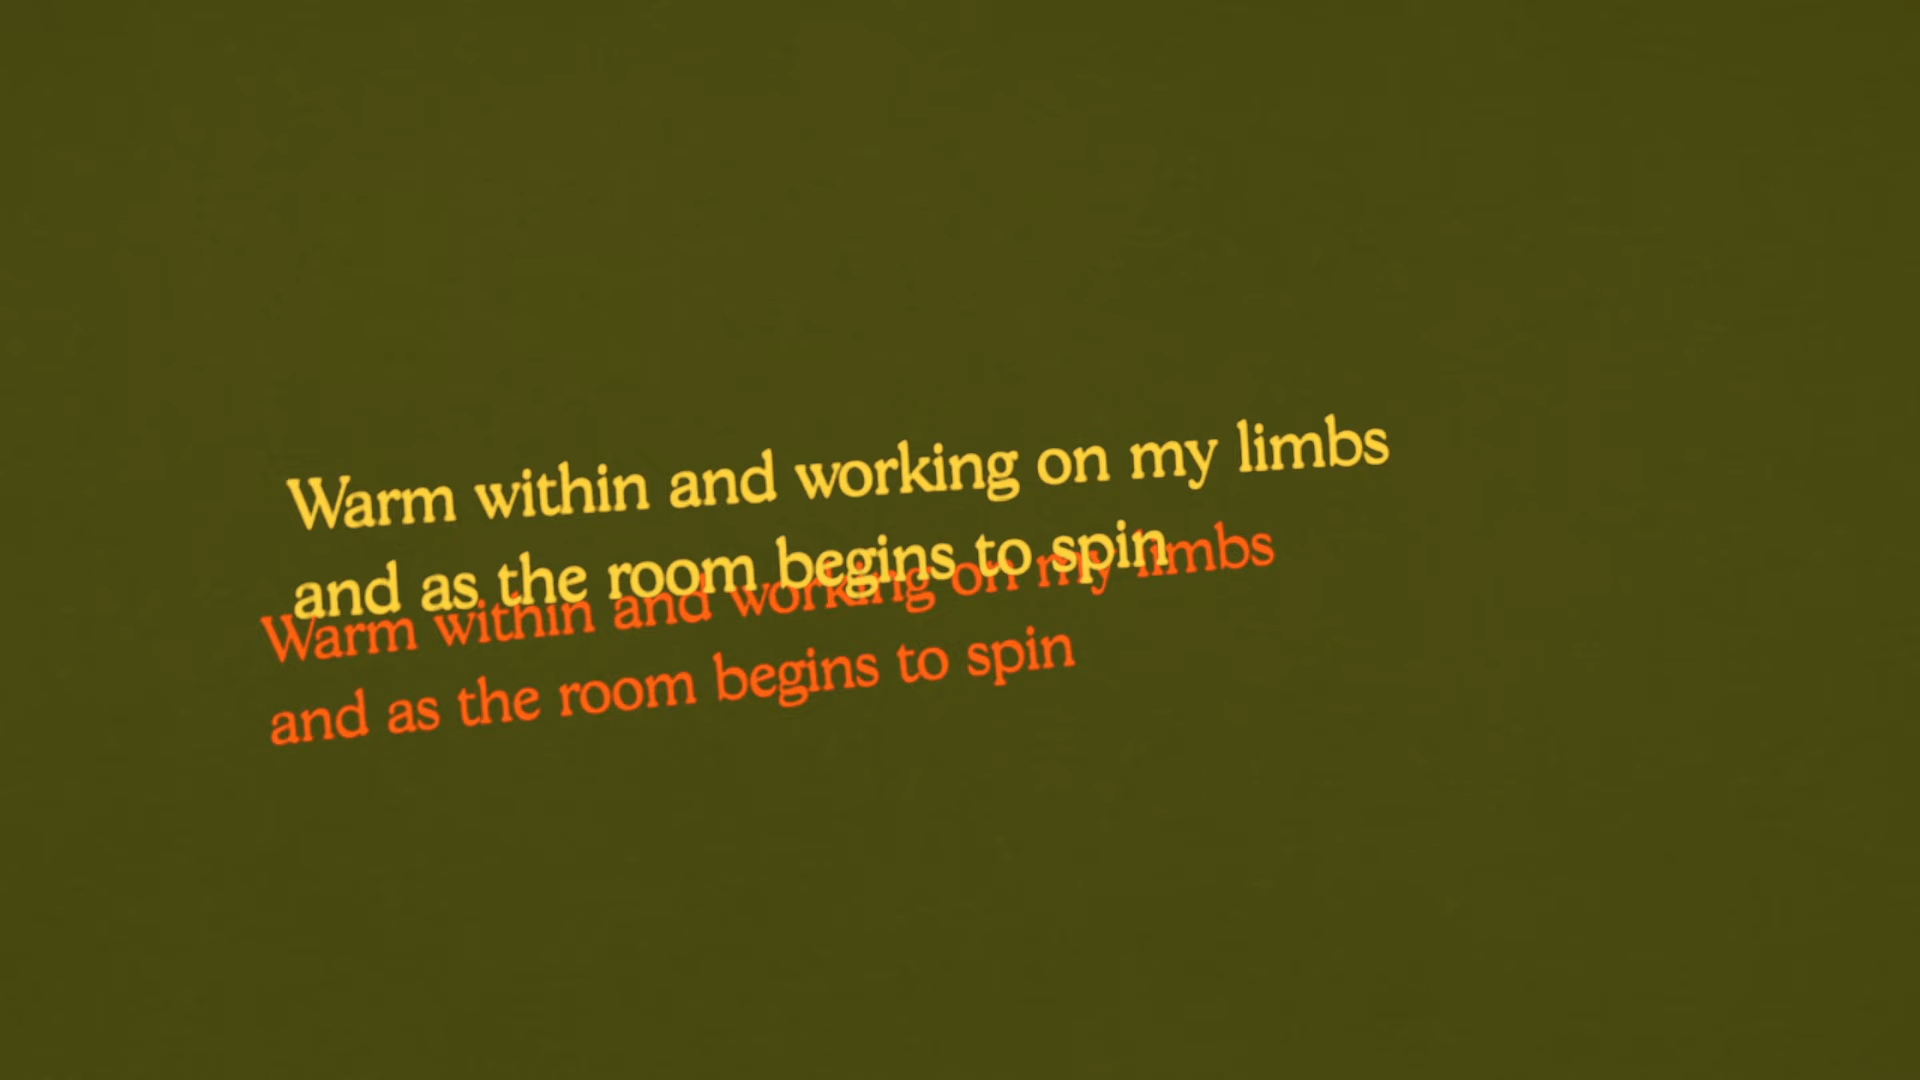 Warm within and working on my limbs
and as the room begins to spin
Warm within and working on my limbs
and as the room begins to spin